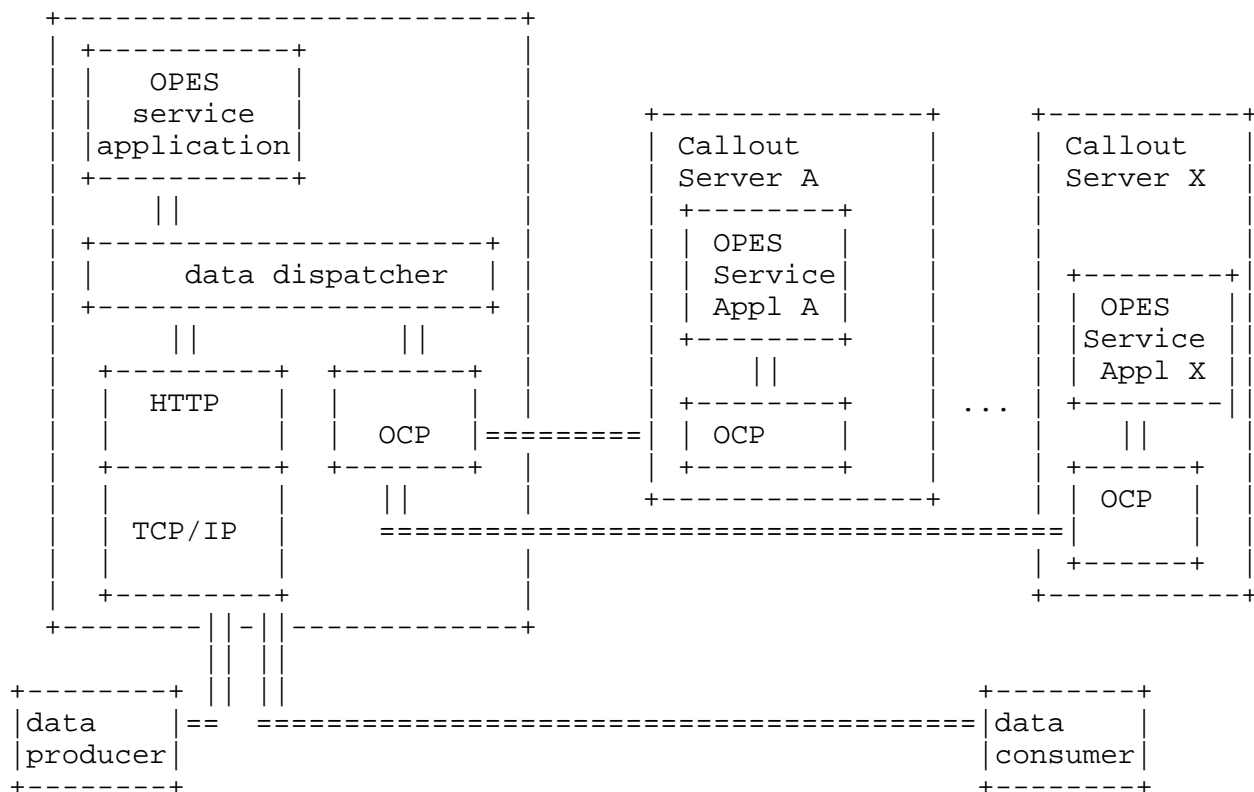 OPES
service
application
data dispatcher
HTTP
OCP
TCP/IP
Callout
Server A
OPES
Service
Appl A
OCP
...
Callout
Server X
OPES
Service
Appl X
OCP
data
producer
data
consumer